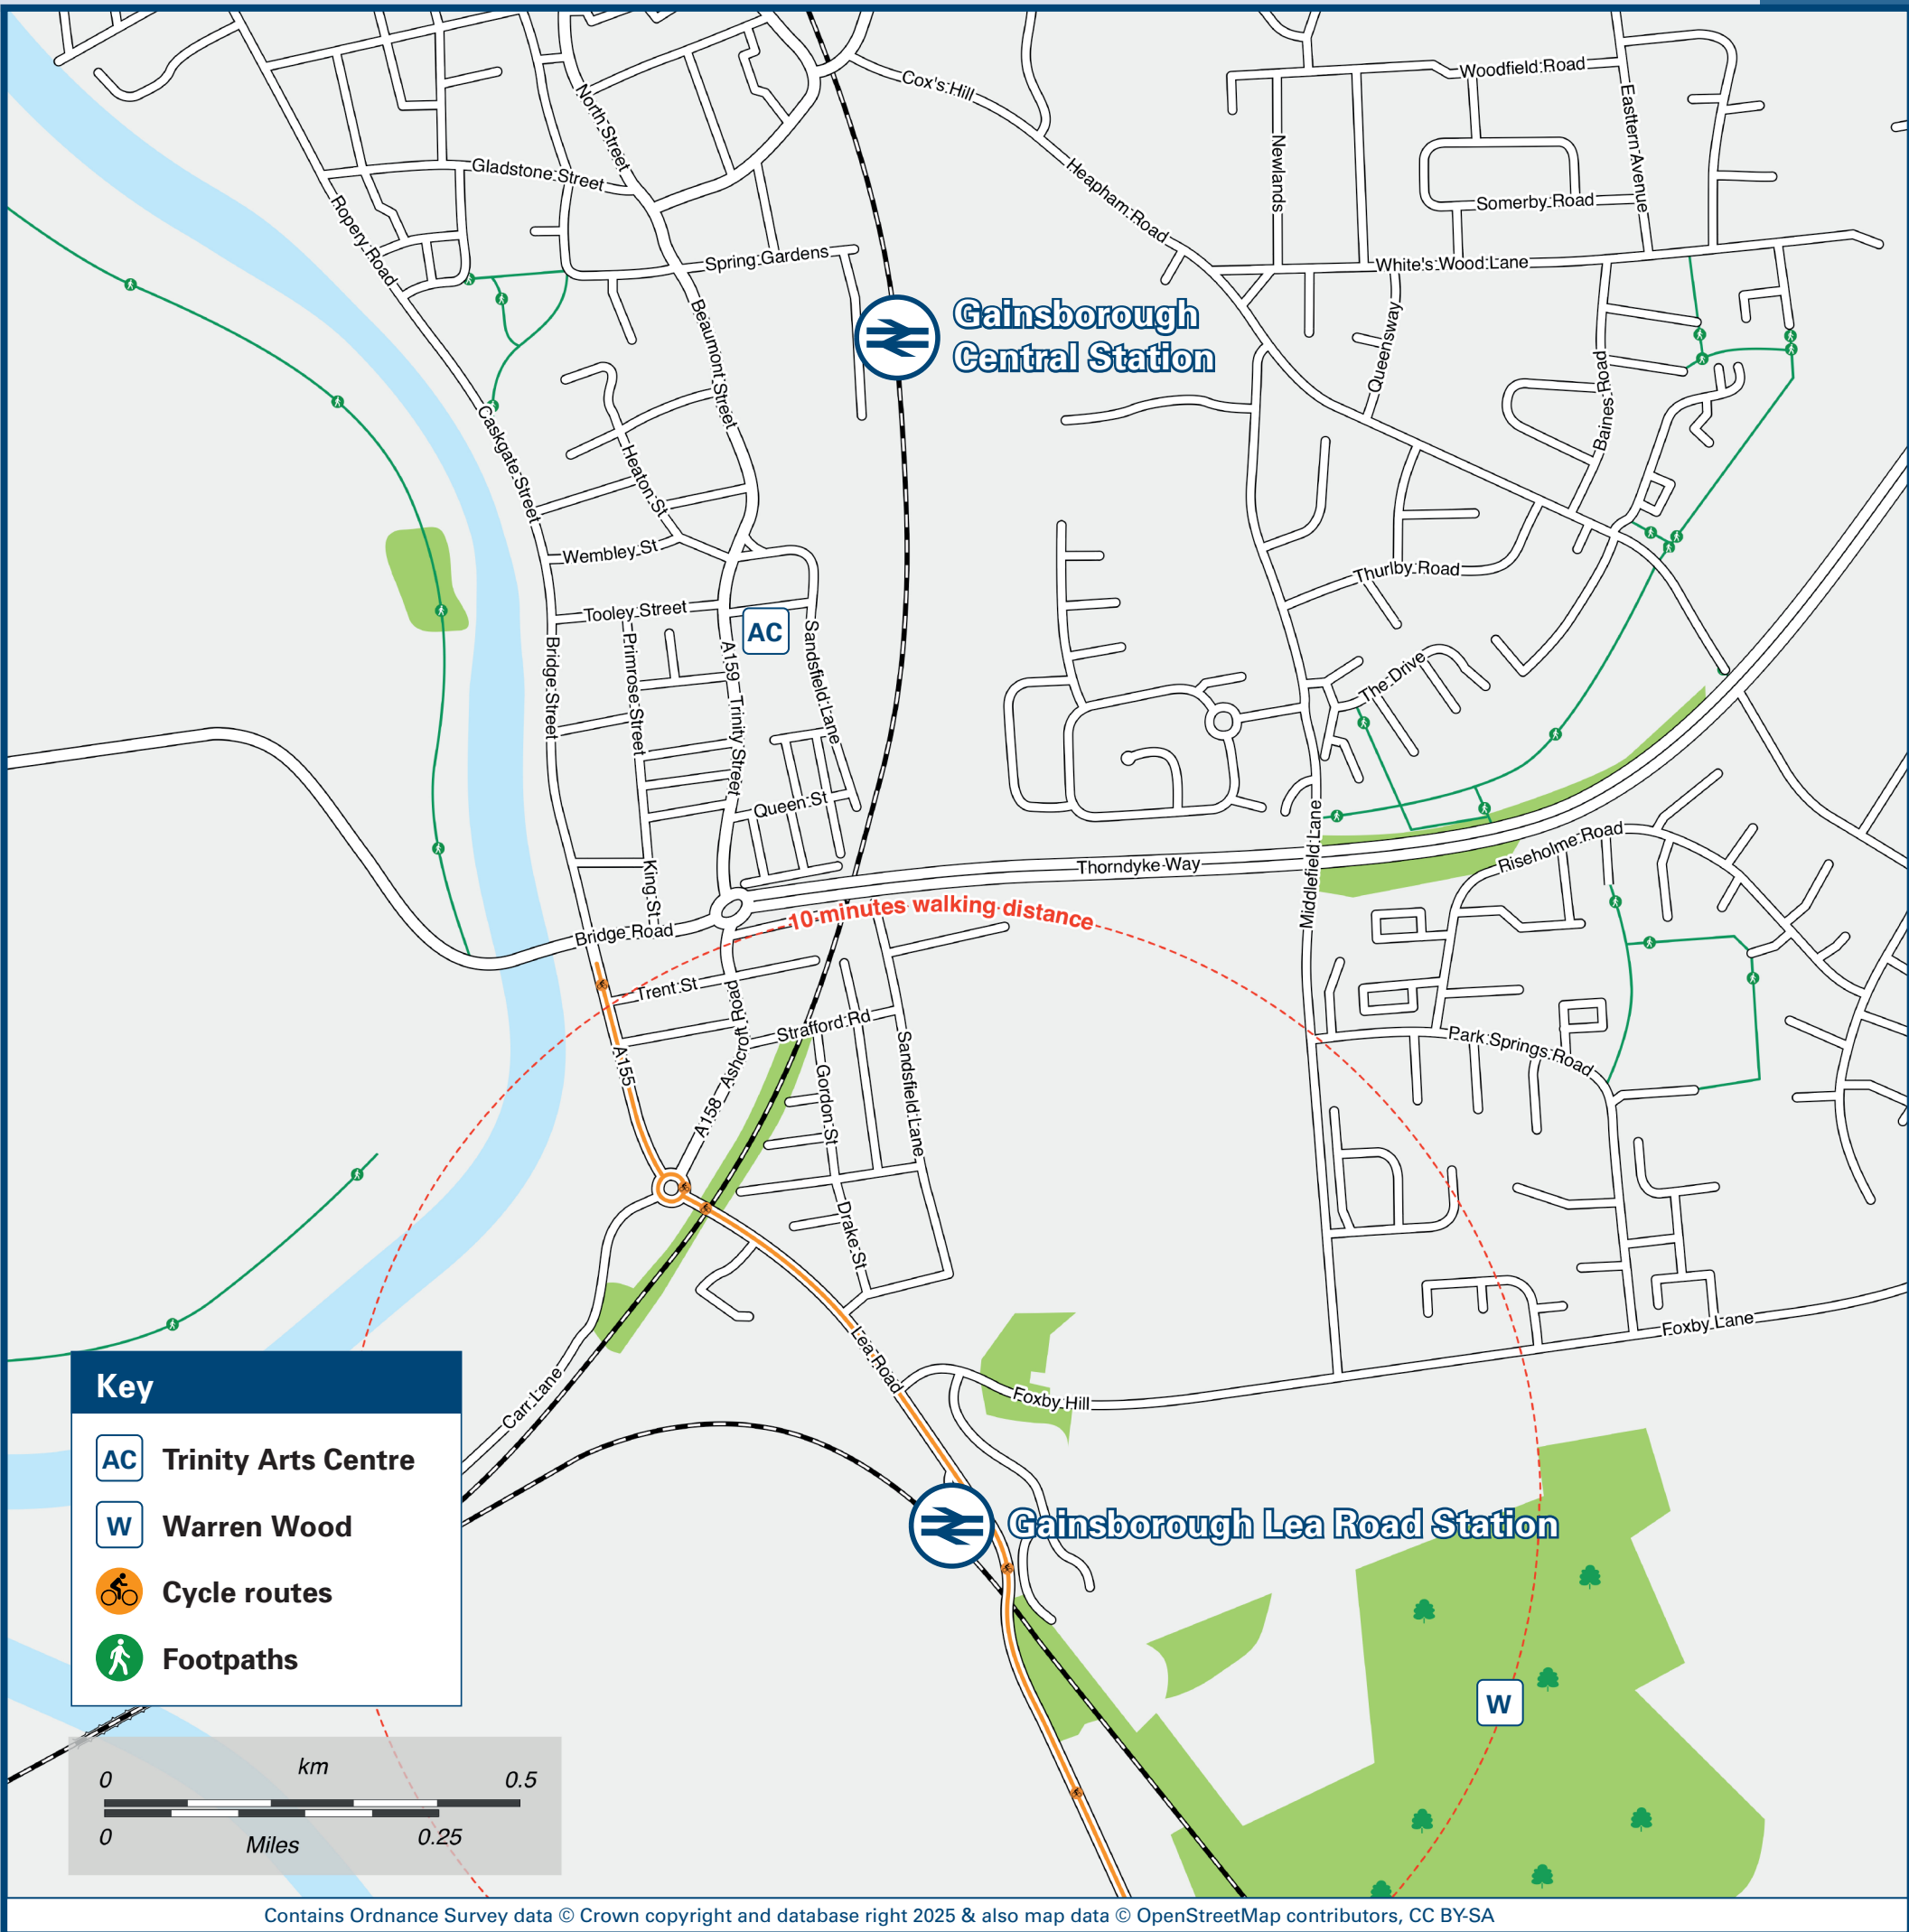 Cox's Hill
Woodfield Road
North Street
Eastern Avenue
Newlands
Gladstone Street
Heapham Road
Ropery Road
Somerby Road
Spring Gardens
White's Wood Lane
Gainsborough
Central Station
Beaumont Street
Queensway
Baines Road
Caskgate Street
Heaton St
Wembley St
Thurlby Road
Tooley Street
AC
Bridge Street
Primrose Street
A159 Trinity Street
Sandsfield Lane
The Drive
Queen St
Middlefield Lane
Thorndyke Way
Riseholme Road
King St
10 minutes walking distance
Bridge Road
Trent St
Strafford Rd
A155
A158 Ashcroft Road
Gordon St
Sandsfield Lane
Park Springs Road
Drake St
Lea Road
Foxby Lane
Carr Lane
Foxby Hill
Key
AC Trinity Arts Centre
W Warren Wood
Cycle routes
Footpaths
Gainsborough Lea Road Station
W
km
0 0.5
0 0.25
Miles
Contains Ordnance Survey data © Crown copyright and database right 2025 & also map data © OpenStreetMap contributors, CC BY-SA